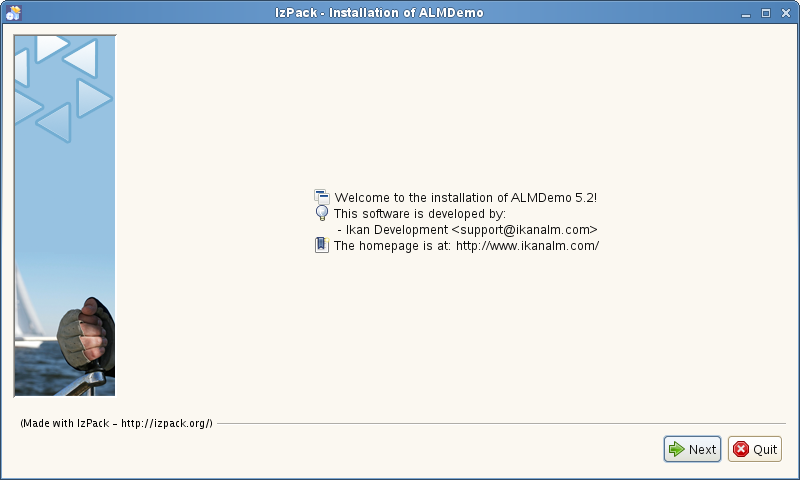 IzPack - Installation of ALMDemo
Welcome to the installation of ALMDemo 5.2!
This software is developed by:
- Ikan Development <support@ikanalm.com>
The homepage is at: http://www.ikanalm.com/
(Made with IzPack - http://izpack.org/)
Next
Quit